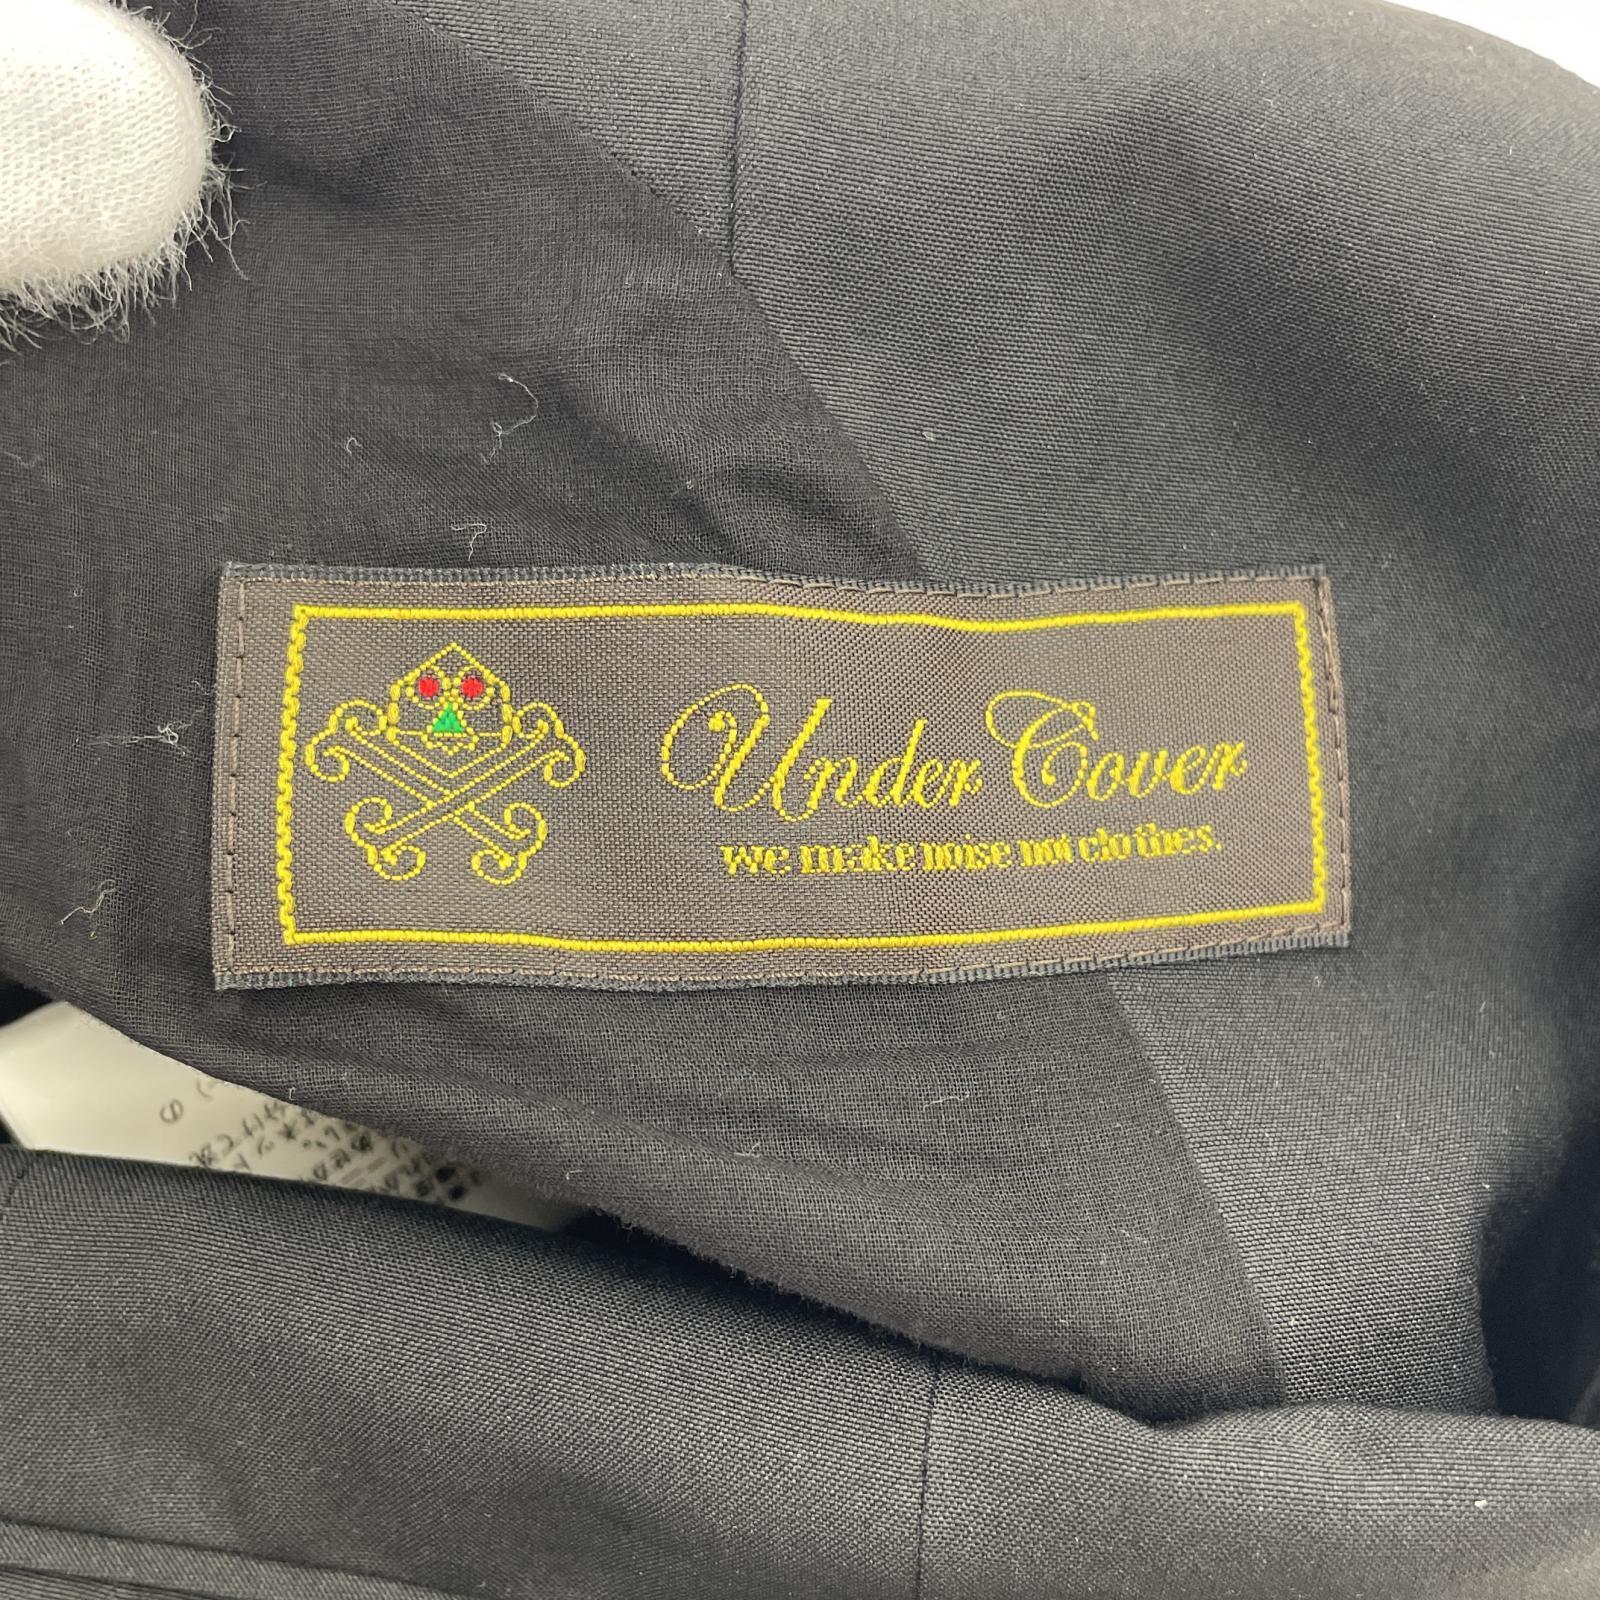 Under Cover
we make noise not clothes.